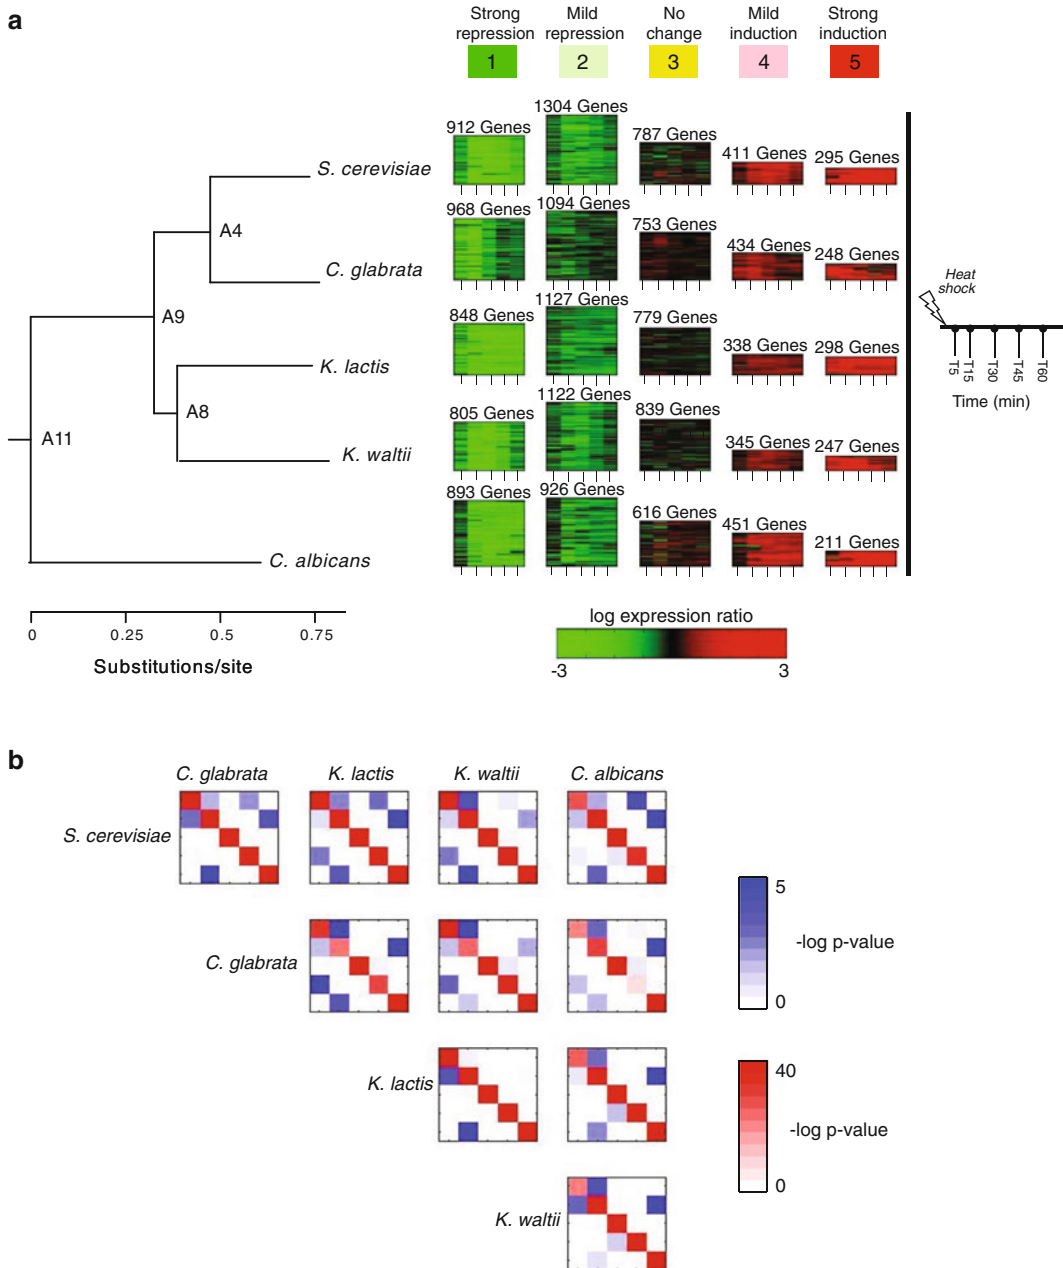 a
Strong repression
Mild repression
No change
Mild induction
Strong induction
1 2 3 4 5
S. cerevisiae
912 Genes
1304 Genes
787 Genes
411 Genes
295 Genes
A4
C. glabrata
968 Genes
1094 Genes
753 Genes
434 Genes
248 Genes
Heat shock
A9
K. lactis
848 Genes
1127 Genes
779 Genes
338 Genes
298 Genes
T5 T15 T30 T45 T60
Time (min)
A8
K. waltii
805 Genes
1122 Genes
839 Genes
345 Genes
247 Genes
A11
C. albicans
893 Genes
926 Genes
616 Genes
451 Genes
211 Genes
0 0.25 0.5 0.75
Substitutions/site
log expression ratio
-3 3
b
C. glabrata K. lactis K. waltii C. albicans
S. cerevisiae
C. glabrata
K. lactis
K. waltii
5
-log p-value
0
40
-log p-value
0